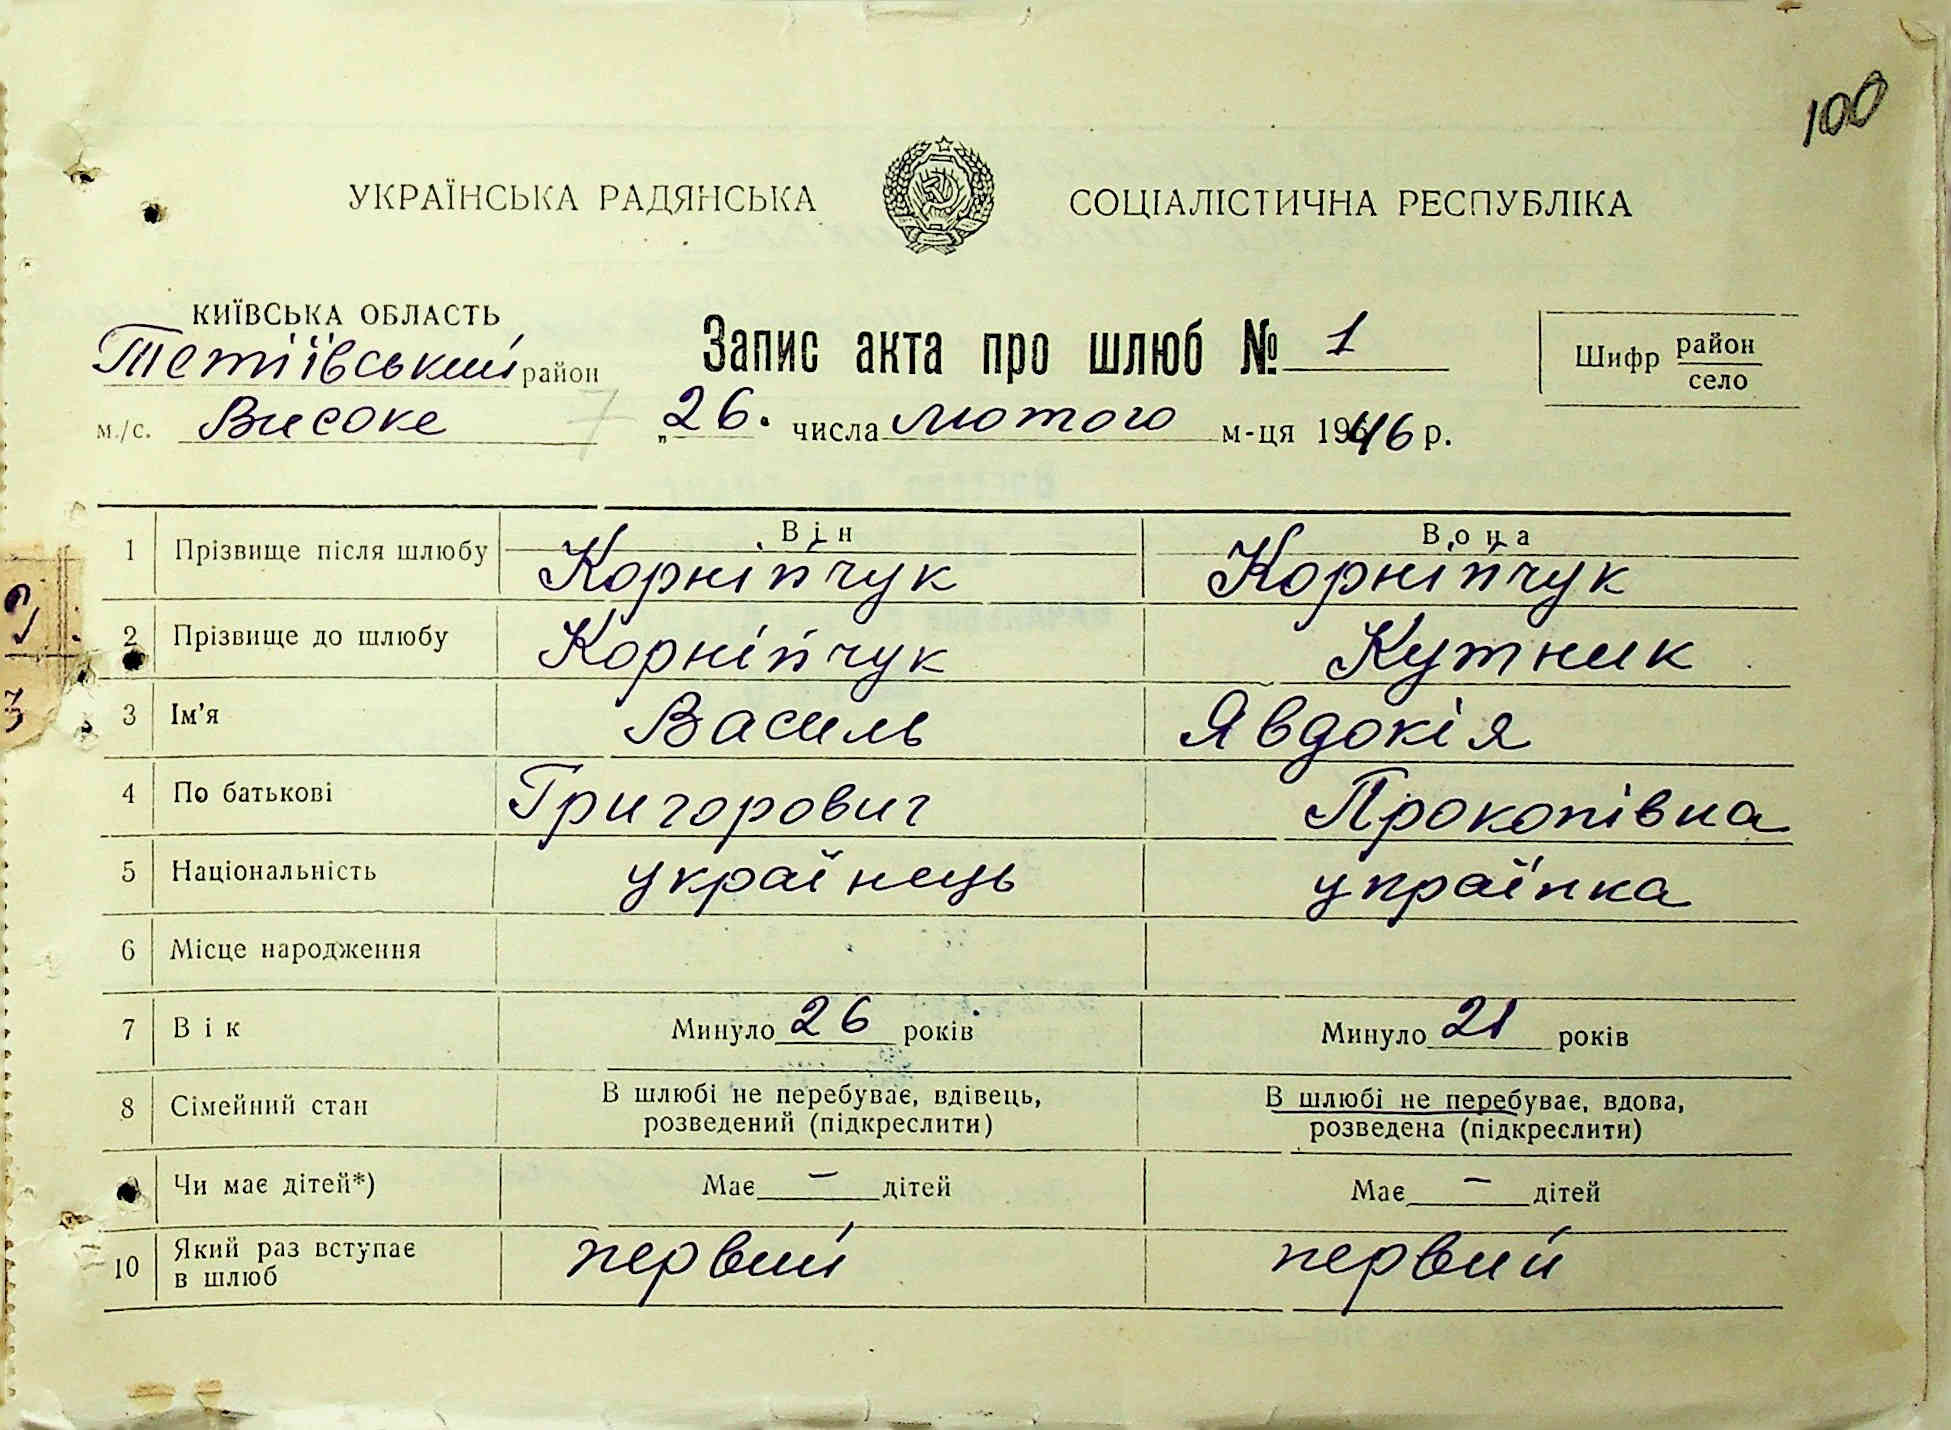 100
УКРАЇНСЬКА РАДЯНСЬКА СОЦІАЛІСТИЧНА РЕСПУБЛІКА
КИЇВСЬКА ОБЛАСТЬ
Тетіївський район
м./с. Високе 7
Запис акта про шлюб № 1
„26. числа лютого м-ця 1946 р.
Шифр район
село
Він Вона
1 Прізвище після шлюбу Корнійчук Корнійчук
2 Прізвище до шлюбу Корнійчук Кутник
3 Ім’я Василь Явдокія
4 По батькові Григорович Прокопівна
5 Національність українець українка
6 Місце народження
7 Вік Минуло 26 років Минуло 21 років
8 Сімейний стан В шлюбі не перебуває, вдівець, В шлюбі не перебуває, вдова,
розведений (підкреслити) розведена (підкреслити)
Чи має дітей*) Має — дітей Має — дітей
10 Який раз вступає первий первий
в шлюб
3